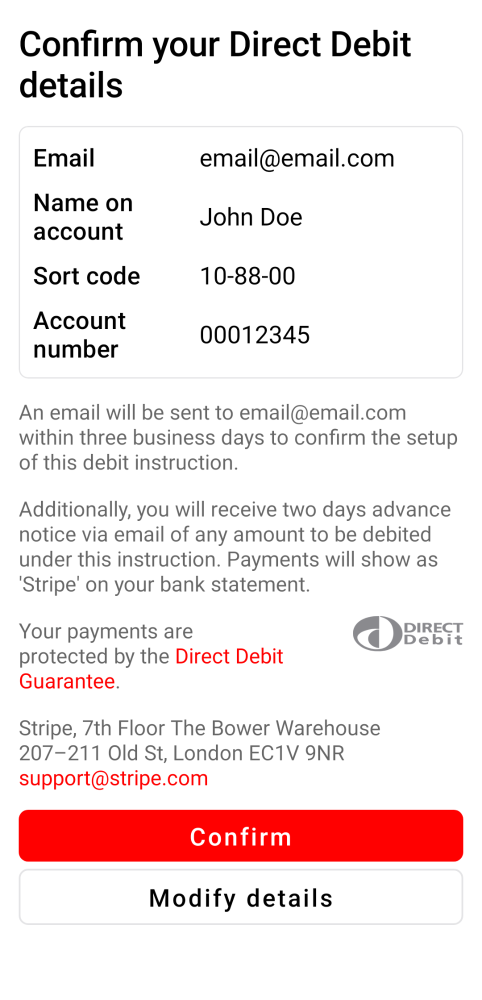 Confirm your Direct Debit
details
Email email@email.com
Name on
account John Doe
Sort code 10-88-00
Account
number 00012345
An email will be sent to email@email.com
within three business days to confirm the setup
of this debit instruction.
Additionally, you will receive two days advance
notice via email of any amount to be debited
under this instruction. Payments will show as
'Stripe' on your bank statement.
Your payments are
protected by the Direct Debit
Guarantee.
DIRECT
Debit
Stripe, 7th Floor The Bower Warehouse
207–211 Old St, London EC1V 9NR
support@stripe.com
Confirm
Modify details